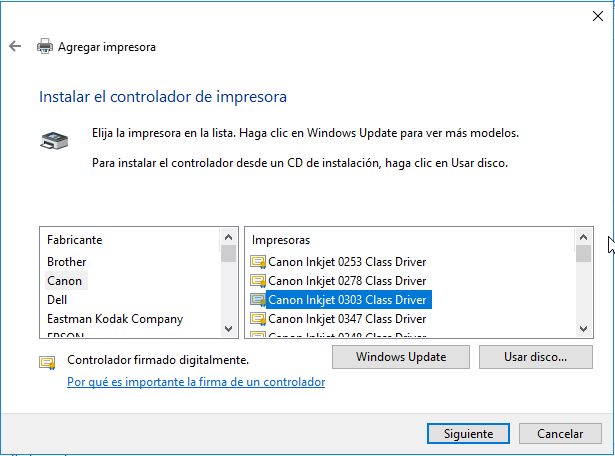 Agregar impresora
Instalar el controlador de impresora
Elija la impresora en la lista. Haga clic en Windows Update para ver más modelos.
Para instalar el controlador desde un CD de instalación, haga clic en Usar disco.
Fabricante
Brother
Canon
Dell
Eastman Kodak Company
EPSON
Impresoras
Canon Inkjet 0253 Class Driver
Canon Inkjet 0278 Class Driver
Canon Inkjet 0303 Class Driver
Canon Inkjet 0347 Class Driver
Canon Inkjet 0348 Class Driver
Controlador firmado digitalmente.
Windows Update
Usar disco...
Por qué es importante la firma de un controlador
Siguiente
Cancelar